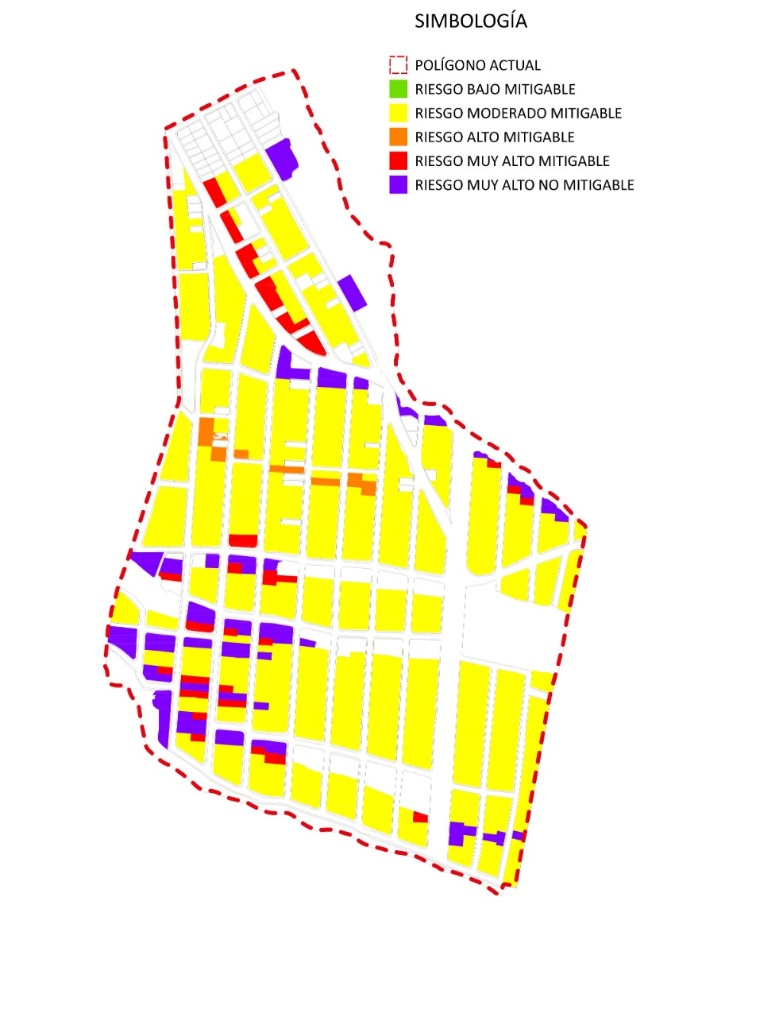 SIMBOLOGÍA
POLÍGONO ACTUAL
RIESGO BAJO MITIGABLE
RIESGO MODERADO MITIGABLE
RIESGO ALTO MITIGABLE
RIESGO MUY ALTO MITIGABLE
RIESGO MUY ALTO NO MITIGABLE